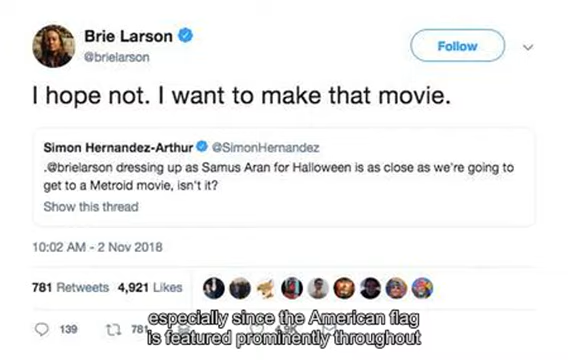 Brie Larson
@brielarson
Follow
I hope not. I want to make that movie.
Simon Hernandez-Arthur @SimonHernandez
.@brielarson dressing up as Samus Aran for Halloween is as close as we're going to
get to a Metroid movie, isn't it?
Show this thread
10:02 AM - 2 Nov 2018
781 Retweets 4,921 Likes
139 781 4.9K
especially since the American flag
is featured prominently throughout